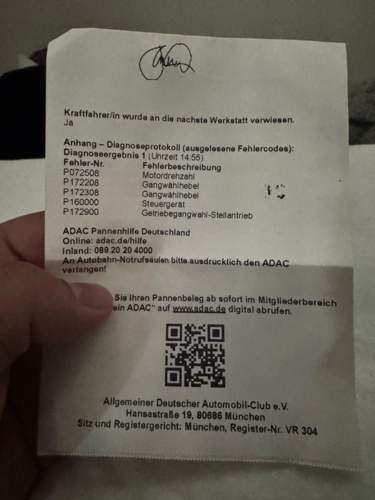 Kraftfahrer/in wurde an die nächste Werkstatt verwiesen.
Ja
Anhang – Diagnoseprotokoll (ausgelesene Fehlercodes):
Diagnoseergebnis 1 (Uhrzeit 14:55)
Fehler-Nr. Fehlerbeschreibung
P072508 Motordrehzahl
P172208 Gangwählhebel
P172308 Gangwählhebel
P160000 Steuergerät
P172900 Getriebegangwahl-Stellantrieb
ADAC Pannenhilfe Deutschland
Online: adac.de/hilfe
Inland: 089 20 20 4000
An Autobahn-Notrufsäulen bitte ausdrücklich den ADAC
verlangen!
Sie Ihren Pannenbeleg ab sofort im Mitgliederbereich
ein ADAC" auf www.adac.de digital abrufen.
Allgemeiner Deutscher Automobil-Club e.V.
Hansastraße 19, 80686 München
Sitz und Registergericht: München, Register-Nr. VR 304